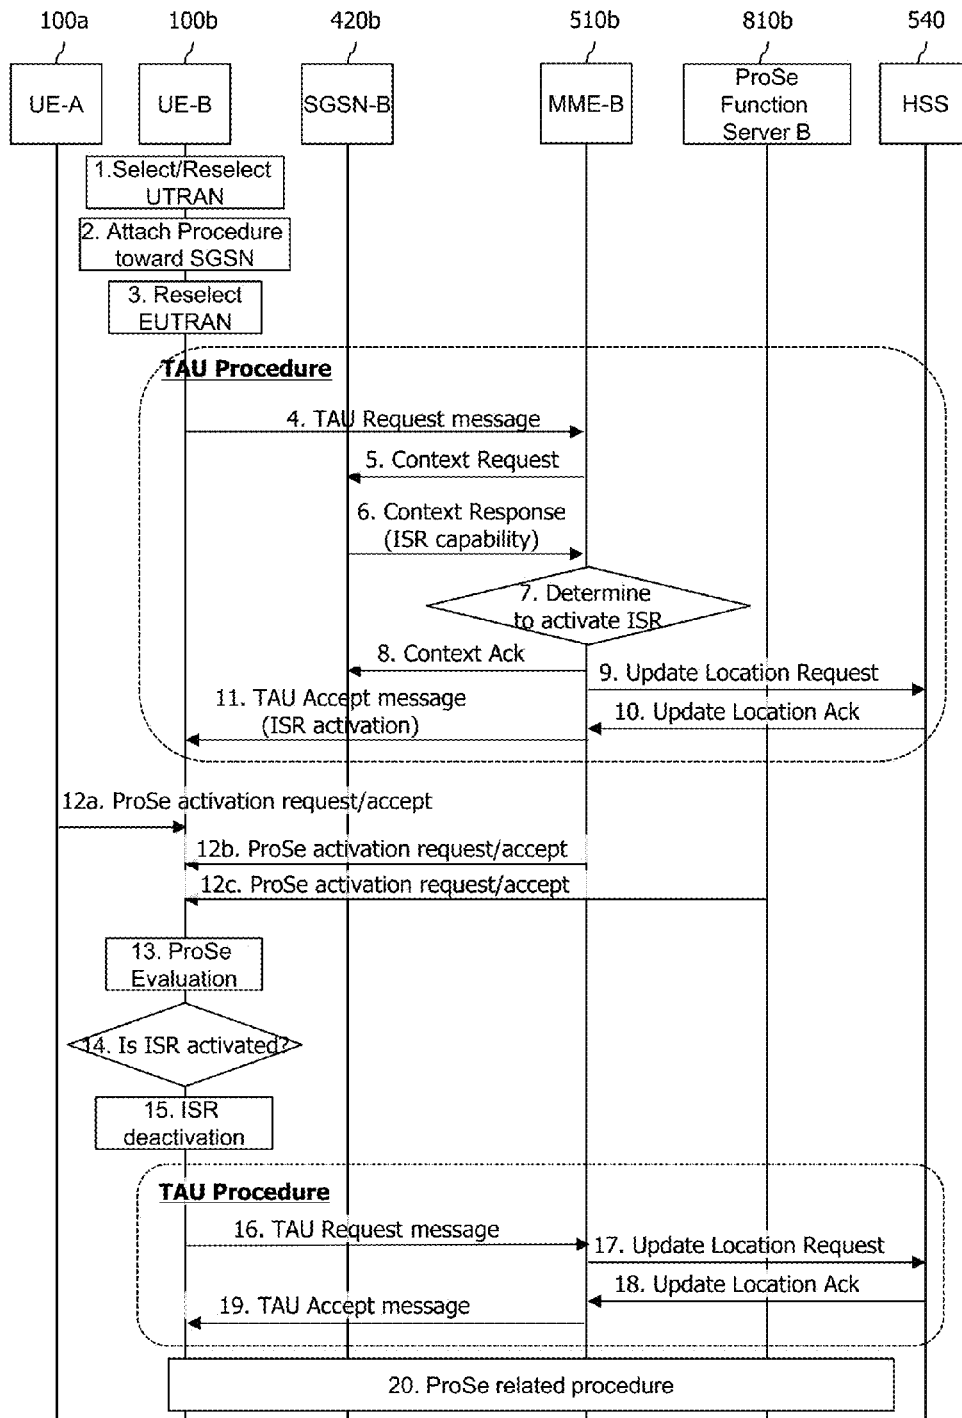 100a
100b
420b
510b
810b
540
UE-A
UE-B
SGSN-B
MME-B
ProSe
Function
Server B
HSS
1.Select/Reselect
UTRAN
2. Attach Procedure
toward SGSN
3. Reselect
EUTRAN
TAU Procedure
4. TAU Request message
5. Context Request
6. Context Response
(ISR capability)
7. Determine
to activate ISR
8. Context Ack
9. Update Location Request
10. Update Location Ack
11. TAU Accept message
(ISR activation)
12a. ProSe activation request/accept
12b. ProSe activation request/accept
12c. ProSe activation request/accept
13. ProSe
Evaluation
14. Is ISR activated?
15. ISR
deactivation
TAU Procedure
16. TAU Request message
17. Update Location Request
18. Update Location Ack
19. TAU Accept message
20. ProSe related procedure